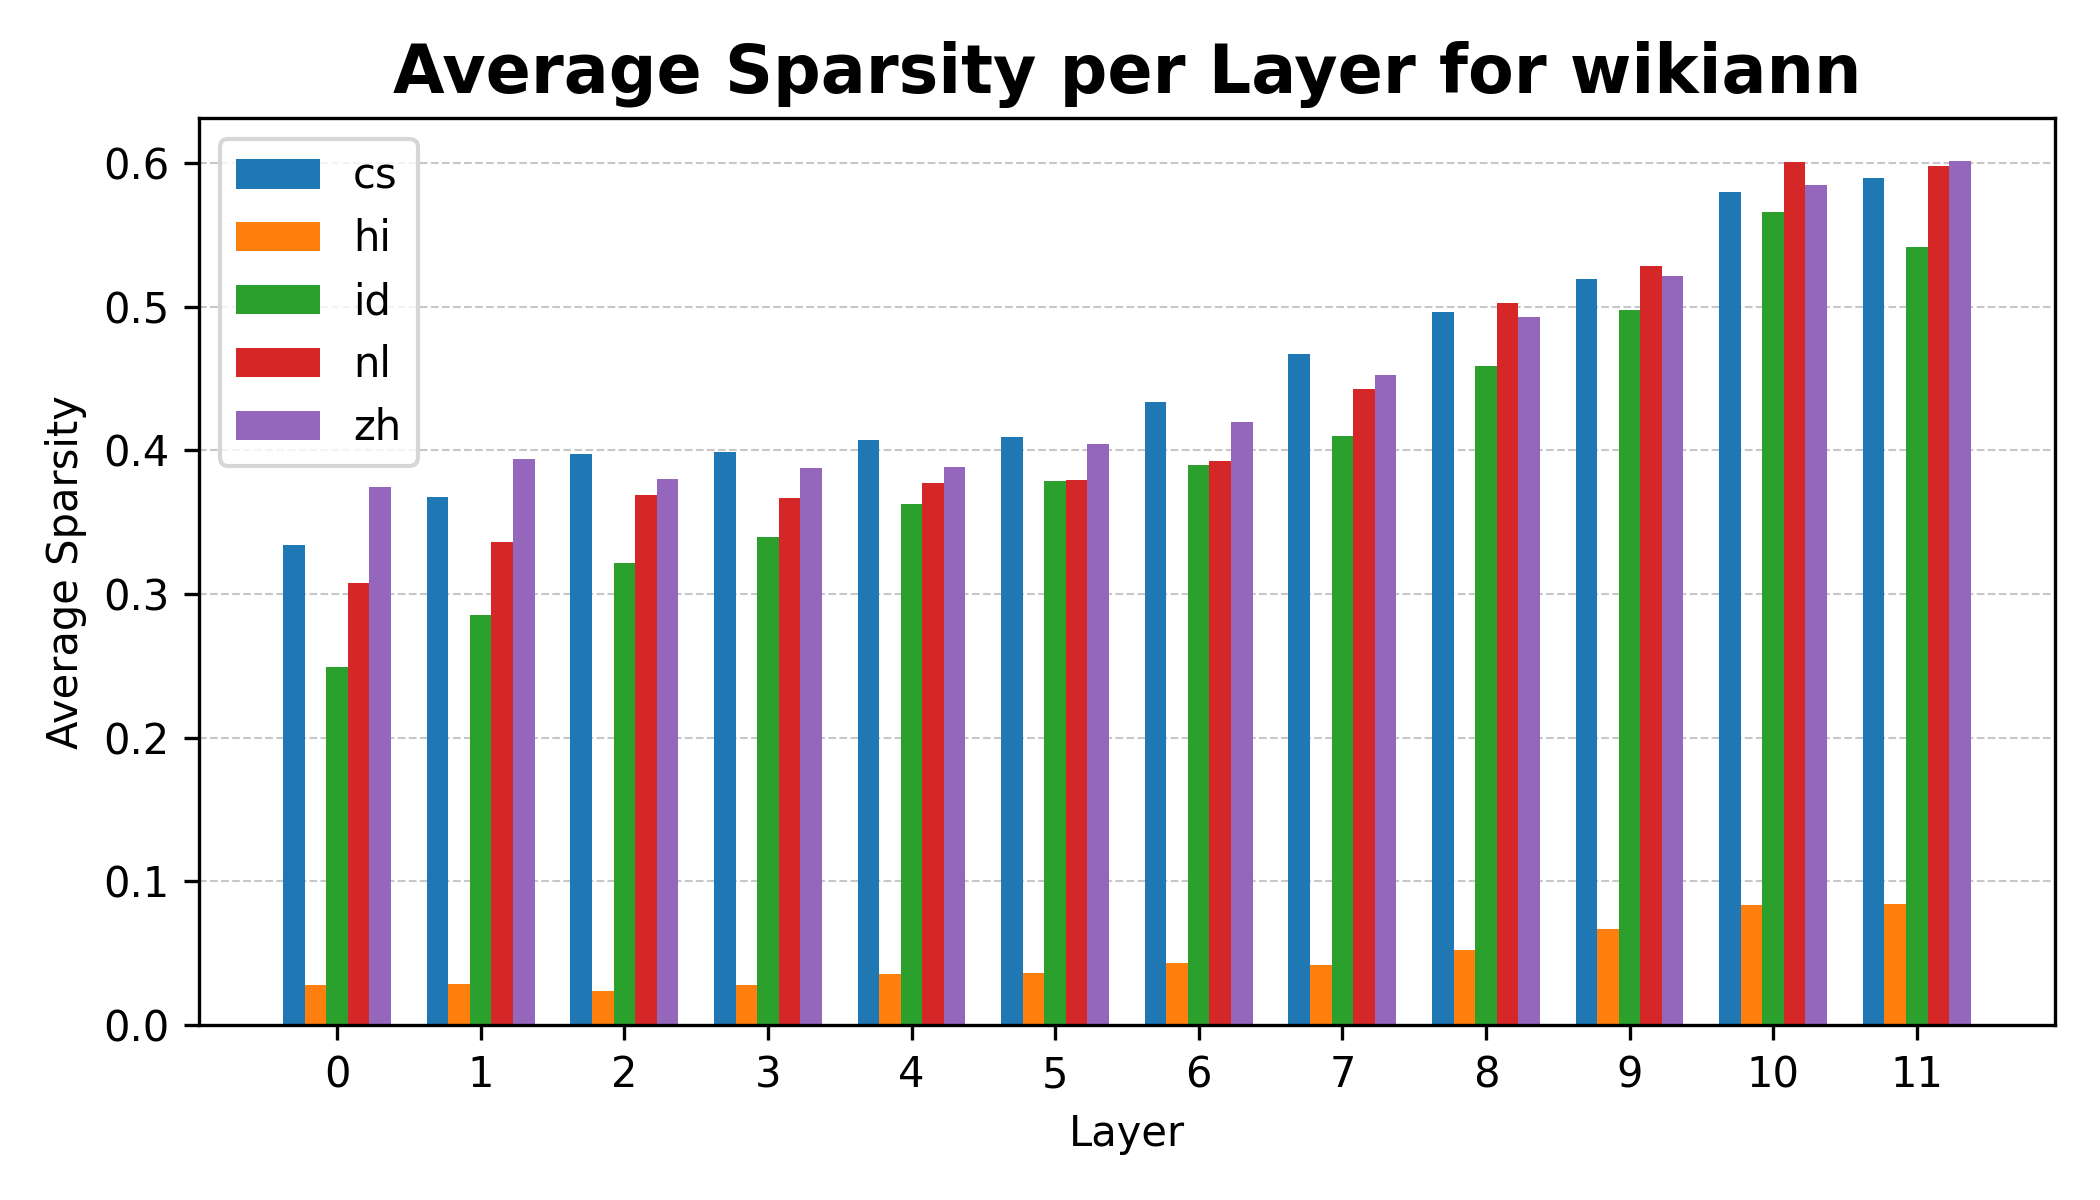 Average Sparsity per Layer for wikiann
cs
hi
id
nl
zh
Average Sparsity
0.6
0.5
0.4
0.3
0.2
0.1
0.0
0 1 2 3 4 5 6 7 8 9 10 11
Layer